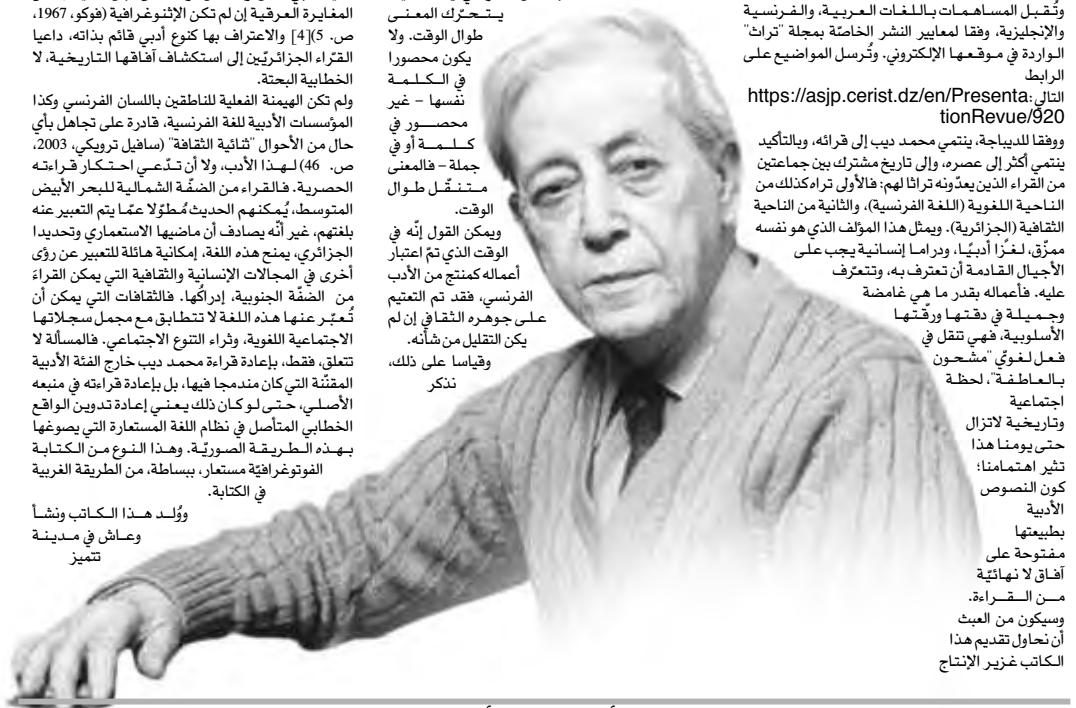 وتُقبل المساهمات باللغات العربية، والفرنسية
والإنجليزية، وفقا لمعايير النشر الخاصّة بمجلة "تراث"
الواردة في موقعها الإلكتروني. وتُرسل المواضيع على
الرابط
التالي:https://asjp.cerist.dz/en/Presenta
tionRevue/920
ووفقا للديباجة، ينتمي محمد ديب إلى قرائه، وبالتأكيد
ينتمي أكثر إلى عصره، وإلى تاريخ مشترك بين جماعتين
من القراء الذين يعدّونه تراثا لهم: فالأولى تراه كذلك من
الناحية اللغوية (اللغة الفرنسية)، والثانية من الناحية
الثقافية (الجزائرية). ويمثل هذا المؤلف الذي هو نفسه
ممزّق، لغزًا أدبيًا، ودراما إنسانية يجب على
الأجيال القادمة أن تعترف به، وتتعرّف
عليه. فأعماله بقدر ما هي غامضة
وجميلة في دقتها ورقّتها
الأسلوبية، فهي تنقل في
فعل لغويّ "مشحون
بالعاطفة"، لحظة
اجتماعية
وتاريخية لاتزال
حتى يومنا هذا
تثير اهتمامنا؛
كون النصوص
الأدبية
بطبيعتها
مفتوحة على
آفاق لا نهائيّة
من القراءة.
وسيكون من العبث
أن نحاول تقديم هذا
الكاتب غزير الإنتاج
يتحرّك المعنى
طوال الوقت. ولا
يكون محصورا
في الكلمة
نفسها – غير
محصور في
كلمة أو في
جملة – فالمعنى
متنقّل طوال
الوقت.
ويمكن القول إنّه في
الوقت الذي تمّ اعتبار
أعماله كمنتج من الأدب
الفرنسي، فقد تم التعتيم
على جوهره الثقافي إن لم
يكن التقليل من شأنه.
وقياسا على ذلك،
نذكر
المغايرة العرقية إن لم تكن الإثنوغرافية (فوكو، 1967،
ص. 5)[4] والاعتراف بها كنوع أدبي قائم بذاته، داعيا
القرّاء الجزائريّين إلى استكشاف آفاقها التاريخية، لا
الخطابية البحتة.
ولم تكن الهيمنة الفعلية للناطقين باللسان الفرنسي وكذا
المؤسسات الأدبية للغة الفرنسية، قادرة على تجاهل بأي
حال من الأحوال "ثنائية الثقافة" (سافيل ترويكي، 2003،
ص. 46) لهذا الأدب، ولا أن تدّعي احتكار قراءته
الحصرية. فالقراء من الضفّة الشمالية للبحر الأبيض
المتوسط، يُمكنهم الحديث مُطوّلا عمّا يتم التعبير عنه
بلغتهم، غير أنّه يصادف أن ماضيها الاستعماري وتحديدا
الجزائري، يمنح هذه اللغة، إمكانية هائلة للتعبير عن رؤى
أخرى في المجالات الإنسانية والثقافية التي يمكن القراءَ
من الضفّة الجنوبية، إدراكُها. فالثقافات التي يمكن أن
تُعبّر عنها هذه اللغة لا تتطابق مع مجمل سجلاتها
الاجتماعية اللغوية، وثراء التنوع الاجتماعي. فالمسألة لا
تتعلق، فقط، بإعادة قراءة محمد ديب خارج الفئة الأدبية
المقنّنة التي كان مندمجا فيها، بل بإعادة قراءته في منبعه
الأصلي، حتى لو كان ذلك يعني إعادة تدوين الواقع
الخطابي المتأصل في نظام اللغة المستعارة التي يصوغها
بهذه الطريقة الصوريّة. وهذا النوع من الكتابة
الفوتوغرافيّة مستعار، ببساطة، من الطريقة الغربية
في الكتابة.
ووُلد هذا الكاتب ونشأ
وعاش في مدينة
تتميز